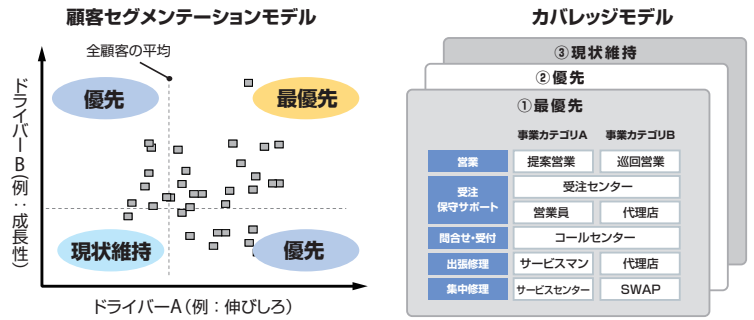 顧客セグメンテーションモデル
全顧客の平均
優先
最優先
現状維持
優先
ドライバーB（例：成長性）
ドライバーA（例：伸びしろ）
カバレッジモデル
③現状維持
②優先
①最優先
事業カテゴリA 事業カテゴリB
営業 提案営業 巡回営業
受注
保守サポート
受注センター
営業員 代理店
問合せ・受付 コールセンター
出張修理 サービスマン 代理店
集中修理 サービスセンター SWAP